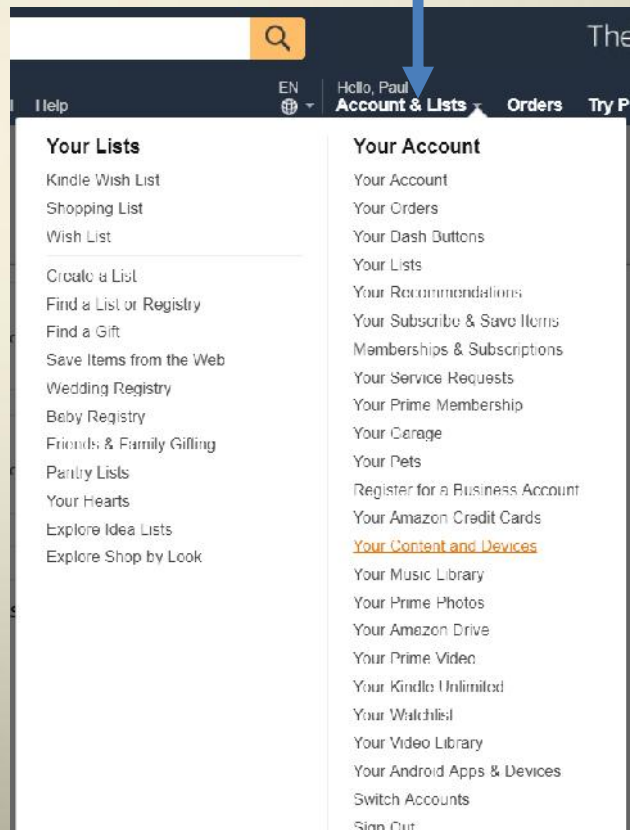 The
EN
Hello, Paul
Help
Account & Lists
Orders
Try P
Your Lists
Kindle Wish List
Shopping List
Wish List
Create a List
Find a List or Registry
Find a Gift
Save Items from the Web
Wedding Registry
Baby Registry
Friends & Family Gifting
Pantry Lists
Your Hearts
Explore Idea Lists
Explore Shop by Look
Your Account
Your Account
Your Orders
Your Dash Buttons
Your Lists
Your Recommendations
Your Subscribe & Save Items
Memberships & Subscriptions
Your Service Requests
Your Prime Membership
Your Garage
Your Pets
Register for a Business Account
Your Amazon Credit Cards
Your Content and Devices
Your Music Library
Your Prime Photos
Your Amazon Drive
Your Prime Video
Your Kindle Unlimited
Your Watchlist
Your Video Library
Your Android Apps & Devices
Switch Accounts
Sign Out